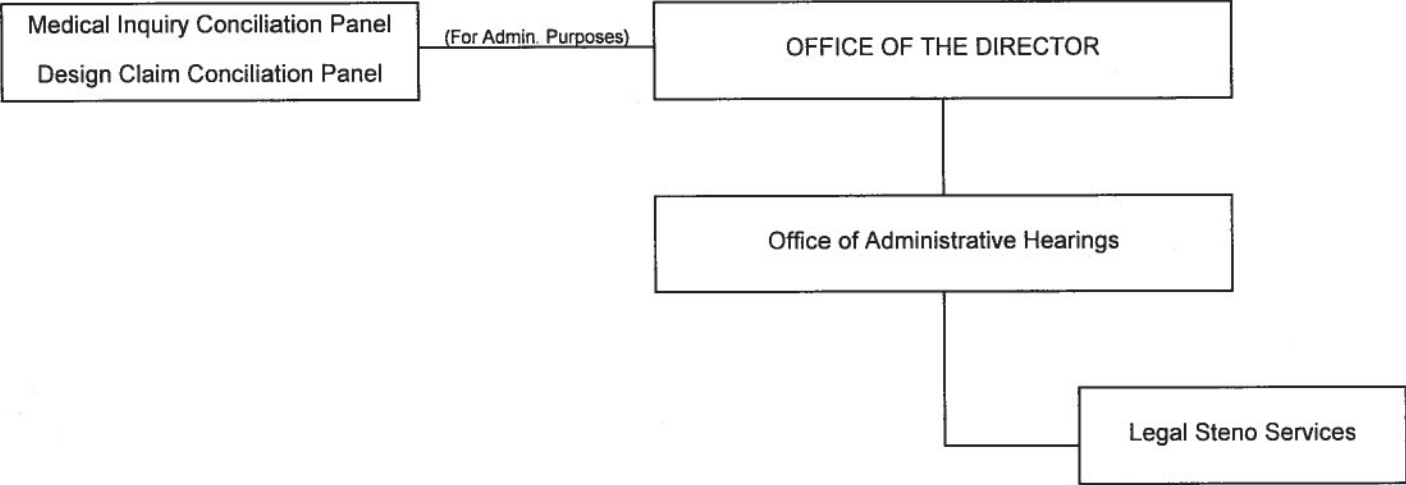 Medical Inquiry Conciliation Panel
Design Claim Conciliation Panel
(For Admin. Purposes)
OFFICE OF THE DIRECTOR
Office of Administrative Hearings
Legal Steno Services